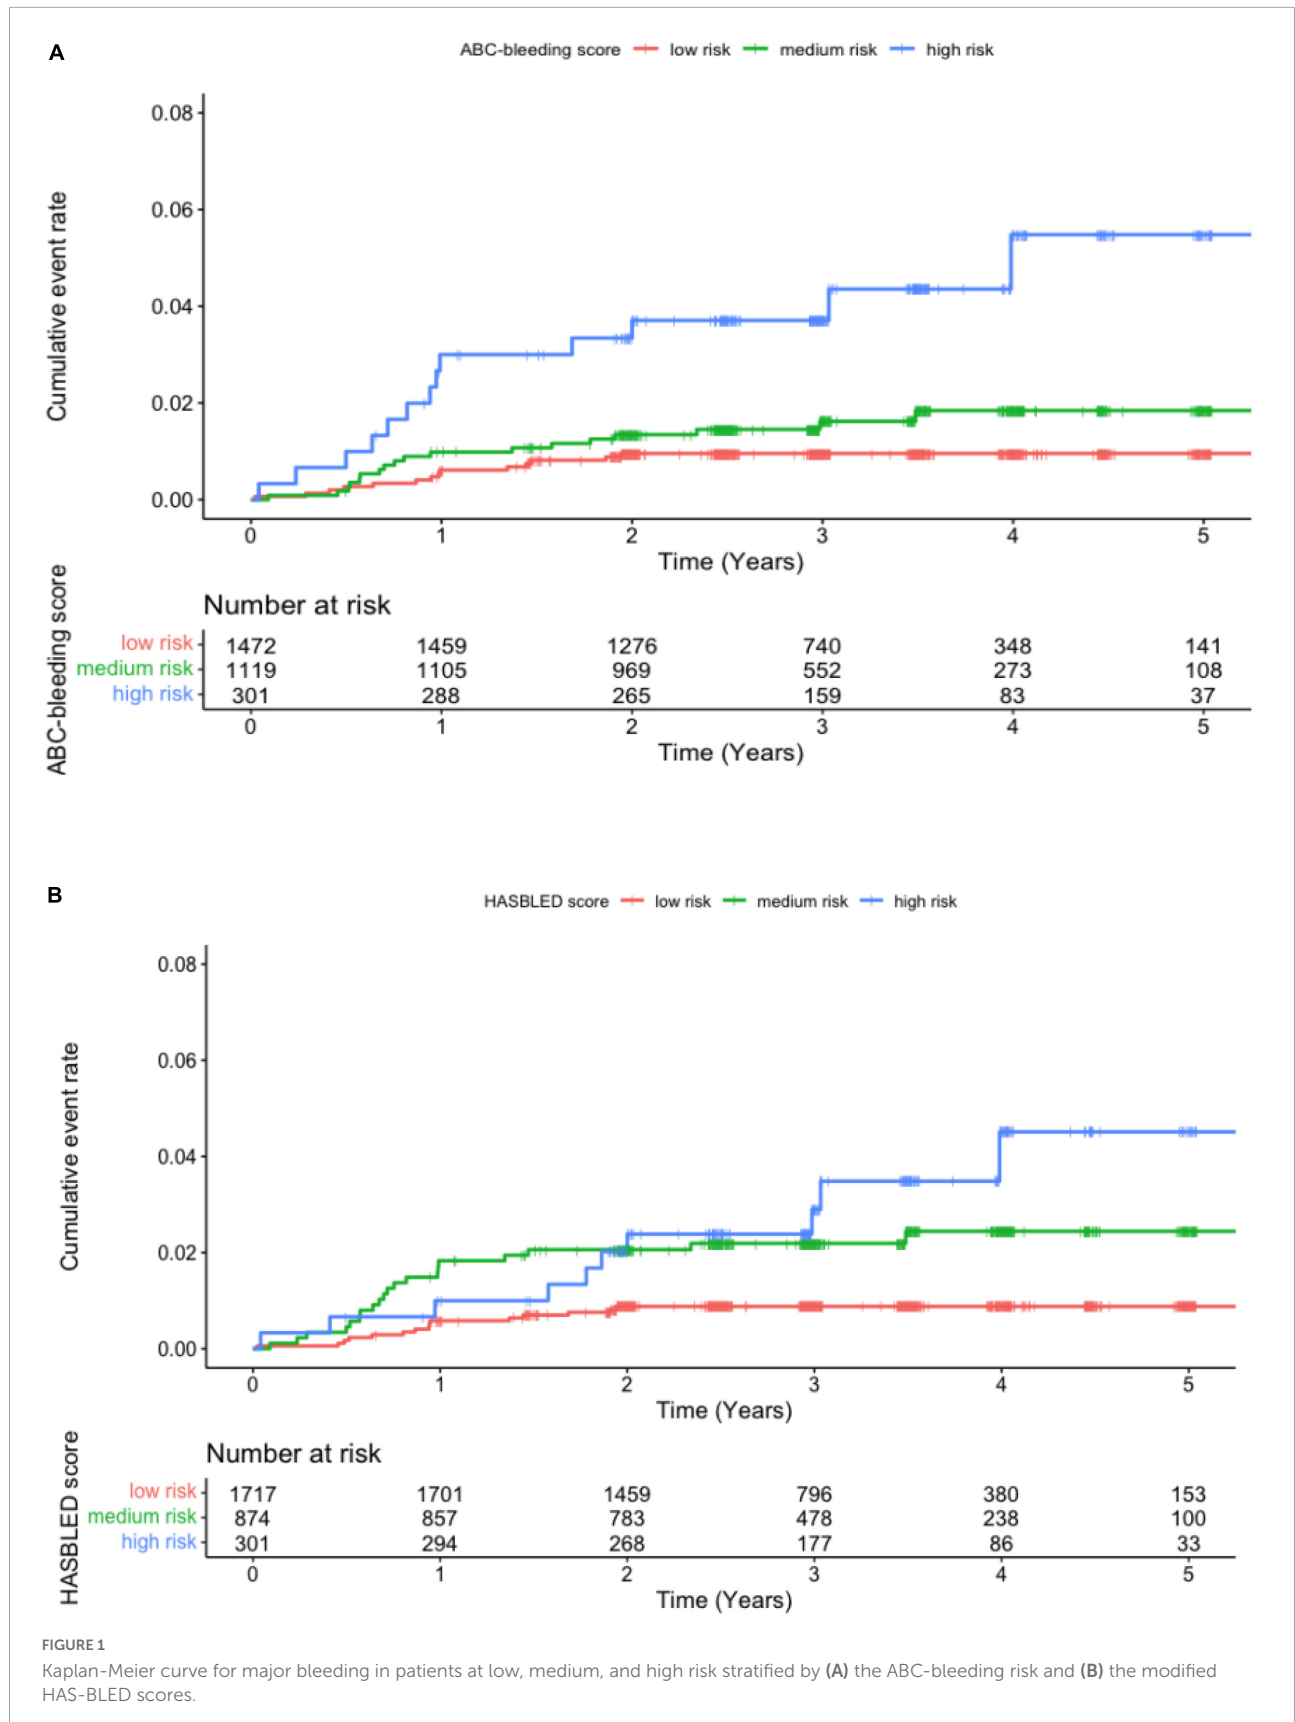 A
ABC-bleeding score low risk medium risk high risk
0.08
0.06
0.04
0.02
0.00
Cumulative event rate
0 1 2 3 4 5
Time (Years)
Number at risk
ABC-bleeding score
low risk 1472 1459 1276 740 348 141
medium risk 1119 1105 969 552 273 108
high risk 301 288 265 159 83 37
0 1 2 3 4 5
Time (Years)
B
HASBLED score low risk medium risk high risk
0.08
0.06
0.04
0.02
0.00
Cumulative event rate
0 1 2 3 4 5
Time (Years)
Number at risk
HASBLED score
low risk 1717 1701 1459 796 380 153
medium risk 874 857 783 478 238 100
high risk 301 294 268 177 86 33
0 1 2 3 4 5
Time (Years)
FIGURE 1
Kaplan-Meier curve for major bleeding in patients at low, medium, and high risk stratified by (A) the ABC-bleeding risk and (B) the modified
HAS-BLED scores.